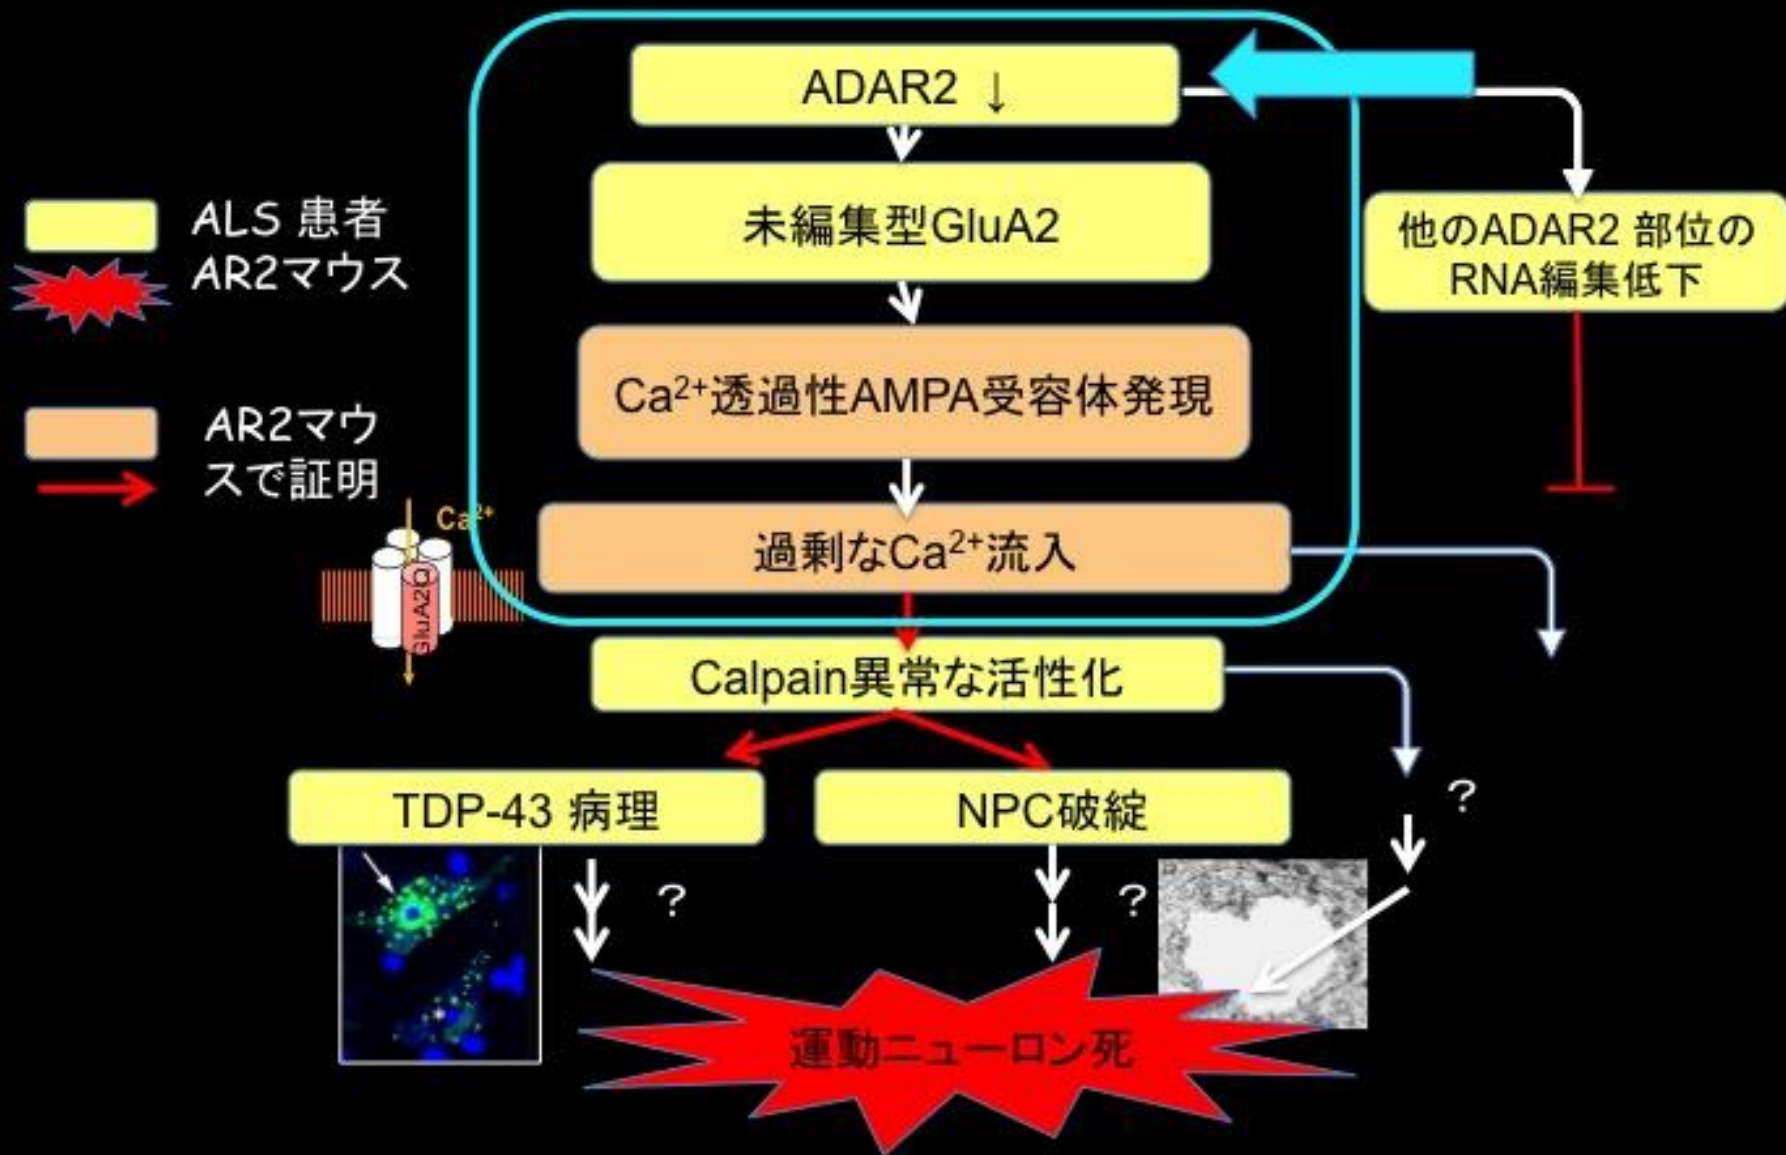 ADAR2 ↓
未編集型GluA2
Ca²⁺透過性AMPA受容体発現
過剰なCa²⁺流入
Calpain異常な活性化
TDP-43 病理
NPC破綻
運動ニューロン死
他のADAR2 部位の
RNA編集低下
ALS 患者
AR2マウス
AR2マウ
スで証明
Ca²⁺
GluA2Q
?
?
?